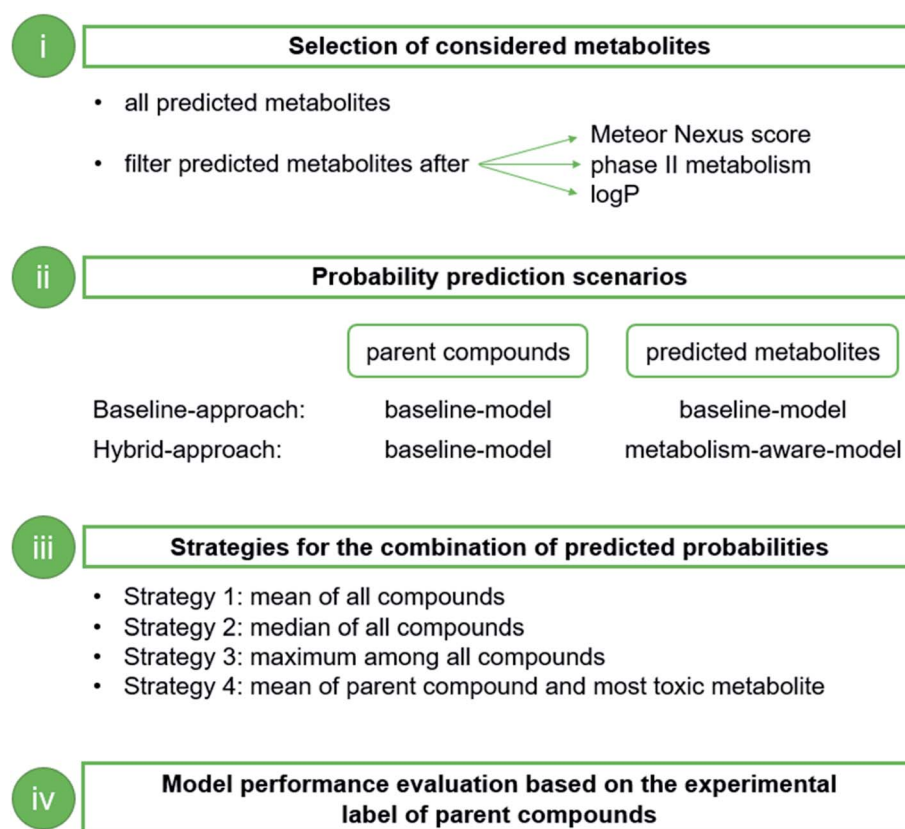 i
Selection of considered metabolites
• all predicted metabolites
• filter predicted metabolites after
Meteor Nexus score
phase II metabolism
logP
ii
Probability prediction scenarios
parent compounds predicted metabolites
Baseline-approach: baseline-model baseline-model
Hybrid-approach: baseline-model metabolism-aware-model
iii
Strategies for the combination of predicted probabilities
• Strategy 1: mean of all compounds
• Strategy 2: median of all compounds
• Strategy 3: maximum among all compounds
• Strategy 4: mean of parent compound and most toxic metabolite
iv
Model performance evaluation based on the experimental
label of parent compounds